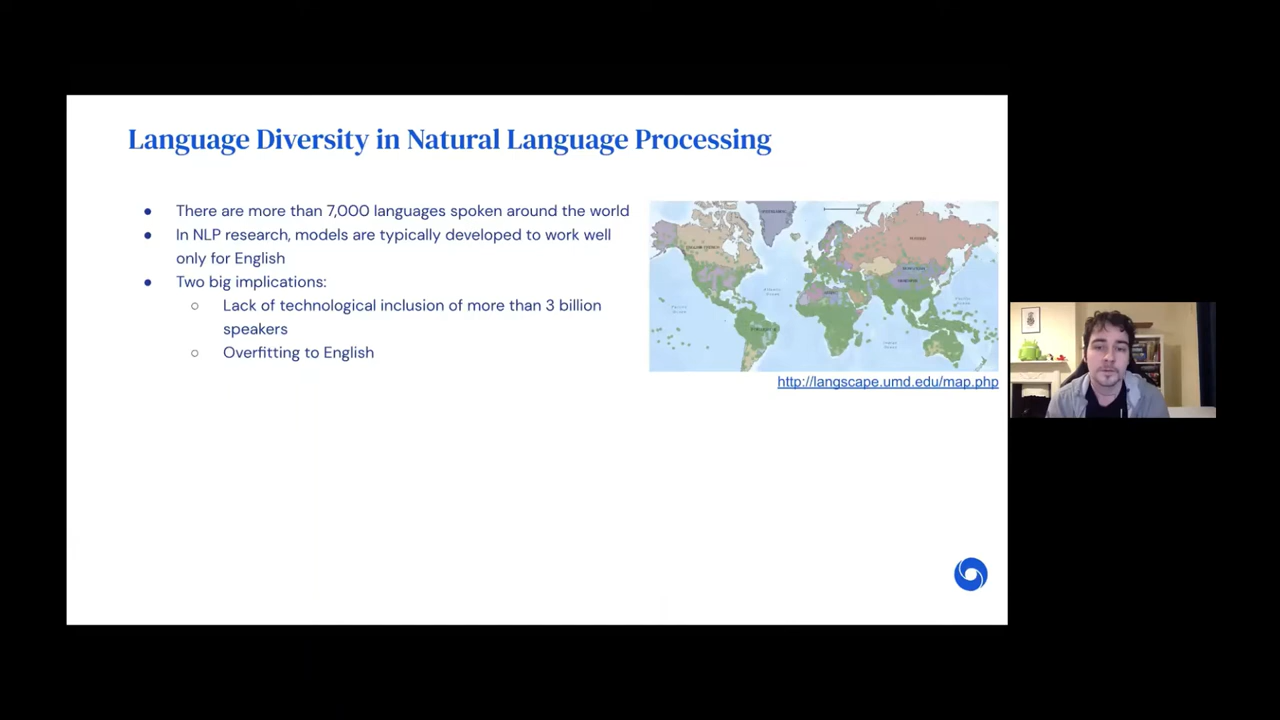 Language Diversity in Natural Language Processing
● There are more than 7,000 languages spoken around the world
● In NLP research, models are typically developed to work well
only for English
● Two big implications:
○ Lack of technological inclusion of more than 3 billion
speakers
○ Overfitting to English
http://langscape.umd.edu/map.php